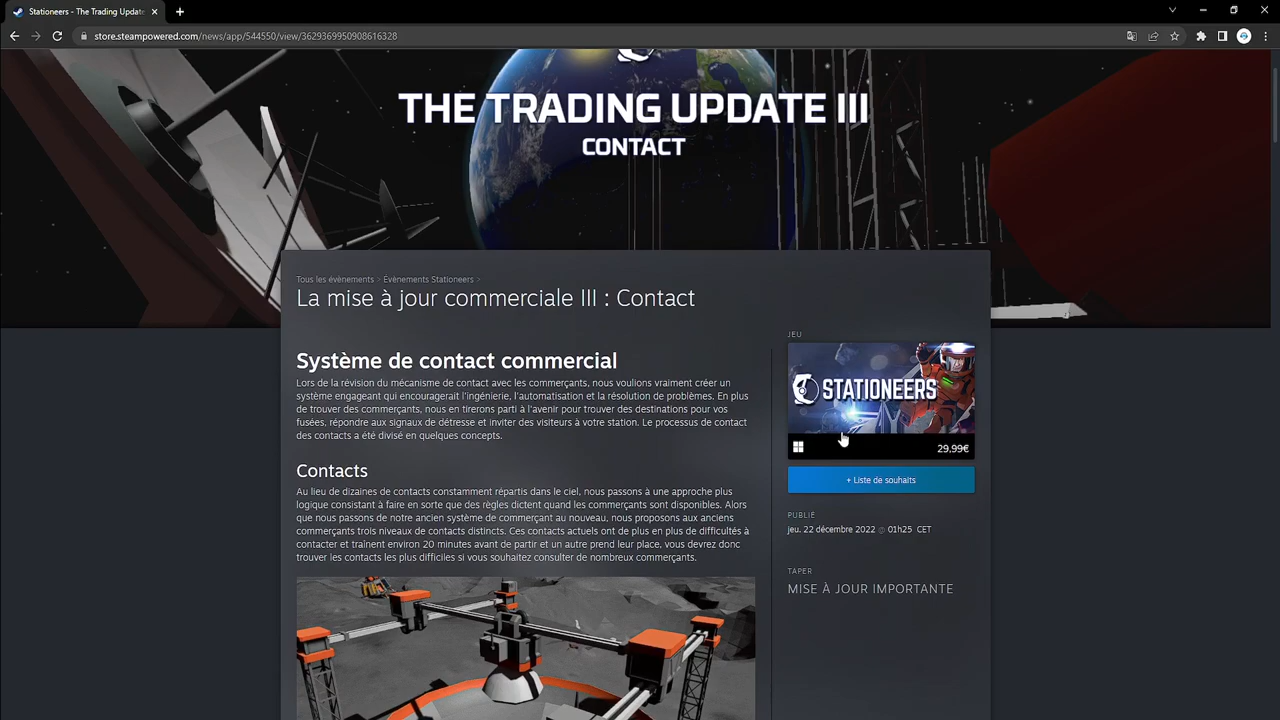 Stationeers - The Trading Update
store.steampowered.com/news/app/544550/view/3629369950908616328
THE TRADING UPDATE III
CONTACT
Tous les évènements > Évènements Stationeers >
La mise à jour commerciale III : Contact
Système de contact commercial
Lors de la révision du mécanisme de contact avec les commerçants, nous voulions vraiment créer un
système engageant qui encouragerait l'ingénierie, l'automatisation et la résolution de problèmes. En plus
de trouver des commerçants, nous en tirerons parti à l'avenir pour trouver des destinations pour vos
fusées, répondre aux signaux de détresse et inviter des visiteurs à votre station. Le processus de contact
des contacts a été divisé en quelques concepts.
Contacts
Au lieu de dizaines de contacts constamment répartis dans le ciel, nous passons à une approche plus
logique consistant à faire en sorte que des règles dictent quand les commerçants sont disponibles. Alors
que nous passons de notre ancien système de commerçant au nouveau, nous proposons aux anciens
commerçants trois niveaux de contacts distincts. Ces contacts actuels ont de plus en plus de difficultés à
contacter et traînent environ 20 minutes avant de partir et un autre prend leur place, vous devrez donc
trouver les contacts les plus difficiles si vous souhaitez consulter de nombreux commerçants.
JEU
STATIONEERS
29,99€
+ Liste de souhaits
PUBLIÉ
jeu. 22 décembre 2022 @ 01h25 CET
TAPER
MISE À JOUR IMPORTANTE